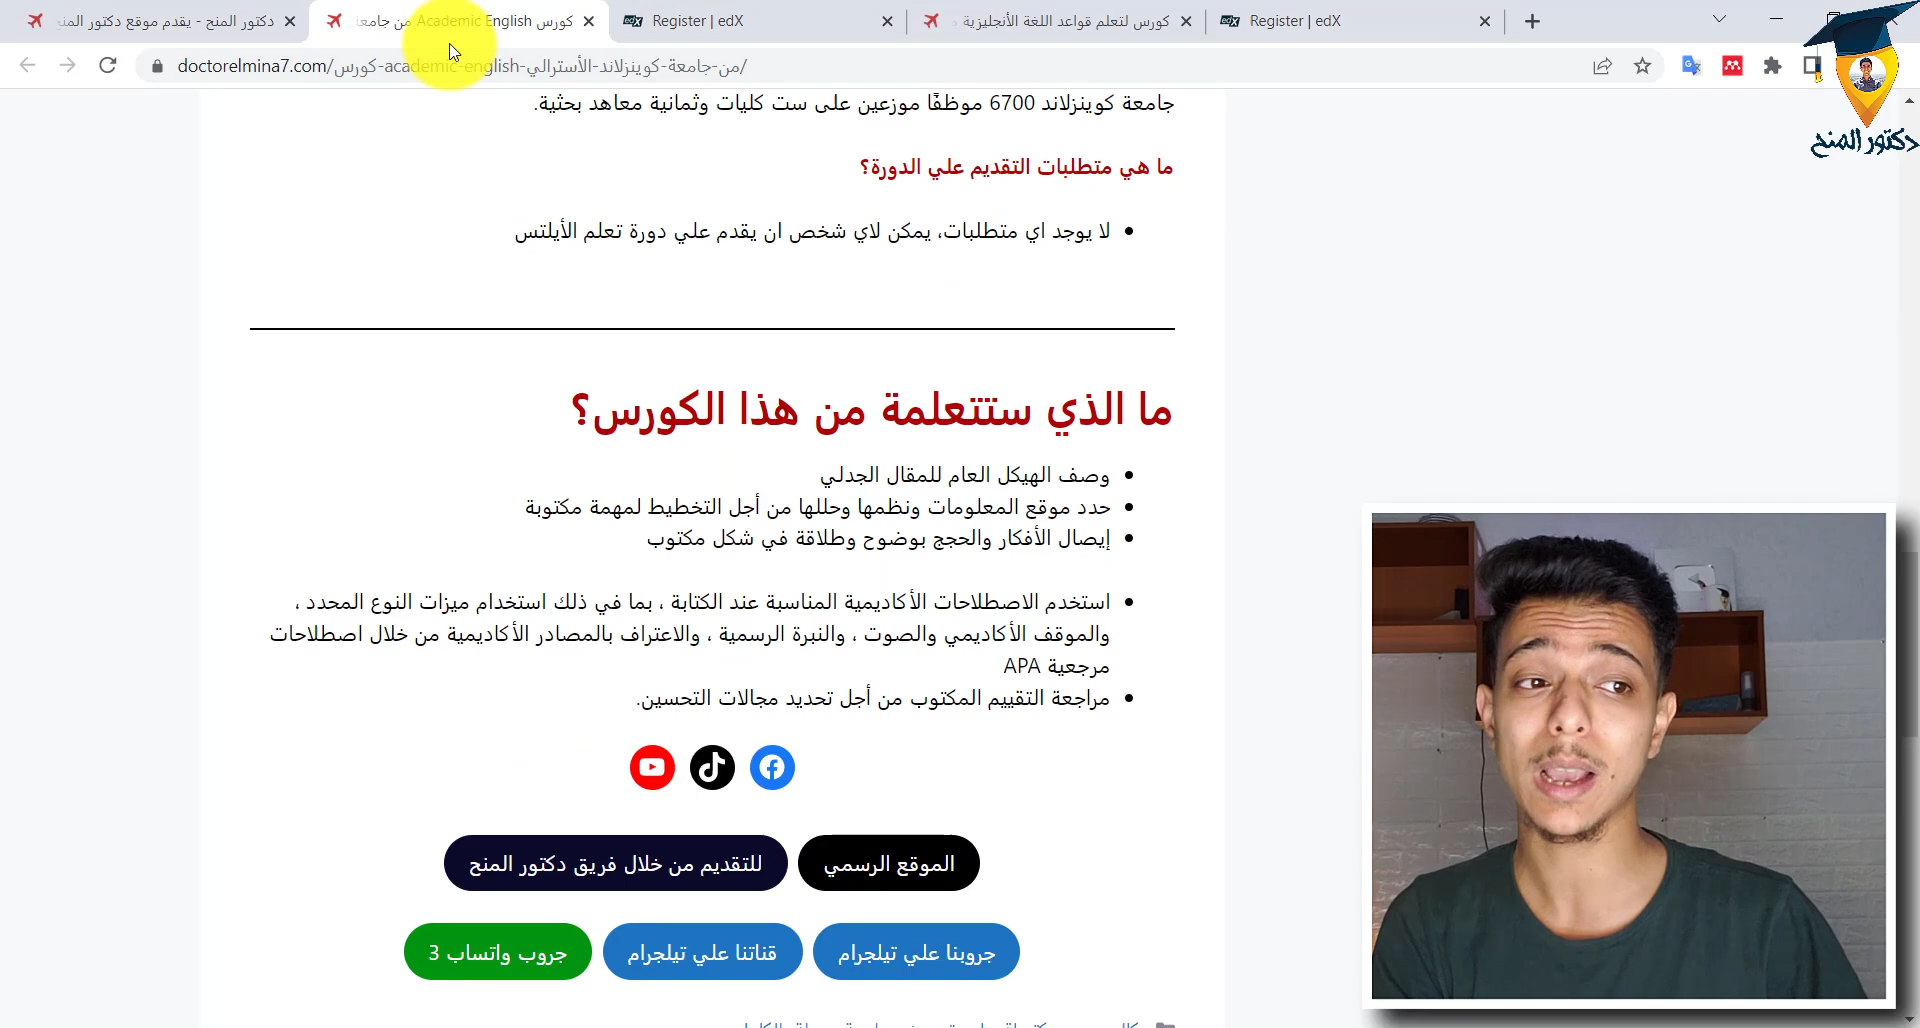 دكتور المنح - يقدم موقع دكتور المنح
كورس Academic English من جامعة
Register | edX
كورس لتعلم قواعد اللغة الأنجليزية
Register | edX
doctorelmina7.com/كورس-academic-english-من-جامعة-كوينزلاند-الأسترالي/
دكتور المنح
جامعة كوينزلاند 6700 موظفًا موزعين على ست كليات وثمانية معاهد بحثية.
ما هي متطلبات التقديم علي الدورة؟
لا يوجد اي متطلبات، يمكن لاي شخص ان يقدم علي دورة تعلم الأيلتس
ما الذي ستتعلمة من هذا الكورس؟
وصف الهيكل العام للمقال الجدلي
حدد موقع المعلومات ونظمها وحللها من أجل التخطيط لمهمة مكتوبة
إيصال الأفكار والحجج بوضوح وطلاقة في شكل مكتوب
استخدم الاصطلاحات الأكاديمية المناسبة عند الكتابة ، بما في ذلك استخدام ميزات النوع المحدد ،
والموقف الأكاديمي والصوت ، والنبرة الرسمية ، والاعتراف بالمصادر الأكاديمية من خلال اصطلاحات
مرجعية APA
مراجعة التقييم المكتوب من أجل تحديد مجالات التحسين.
الموقع الرسمي
للتقديم من خلال فريق دكتور المنح
جروبنا علي تيلجرام
قناتنا علي تيلجرام
جروب واتساب 3